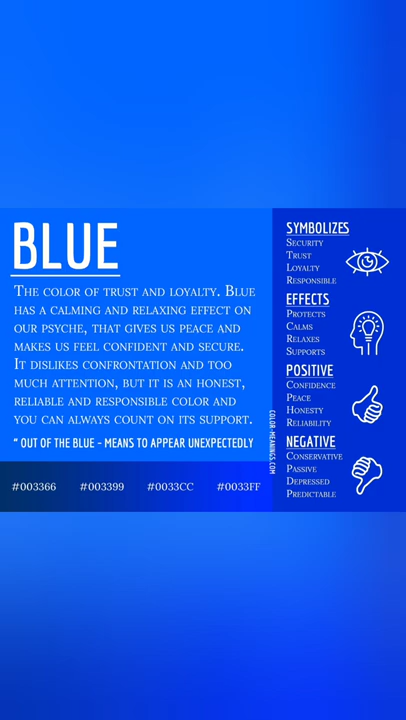 BLUE
The color of trust and loyalty. Blue
has a calming and relaxing effect on
our psyche, that gives us peace and
makes us feel confident and secure.
It dislikes confrontation and too
much attention, but it is an honest,
reliable and responsible color and
you can always count on its support.
" OUT OF THE BLUE - MEANS TO APPEAR UNEXPECTEDLY
#003366 #003399 #0033CC #0033FF
COLOR-MEANINGS.COM
SYMBOLIZES
Security
Trust
Loyalty
Responsible
EFFECTS
Protects
Calms
Relaxes
Supports
POSITIVE
Confidence
Peace
Honesty
Reliability
NEGATIVE
Conservative
Passive
Depressed
Predictable